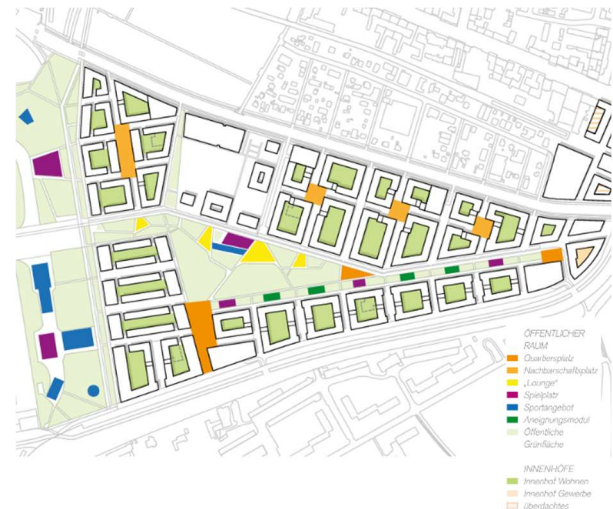 ÖFFENTLICHER
RAUM
Quartiersplatz
Nachbarschaftsplatz
„Lounge"
Spielplatz
Sportangebot
Aneignungsmodul
Öffentliche
Grünfläche
INNENHÖFE
Innenhof Wohnen
Innenhof Gewerbe
überdachtes